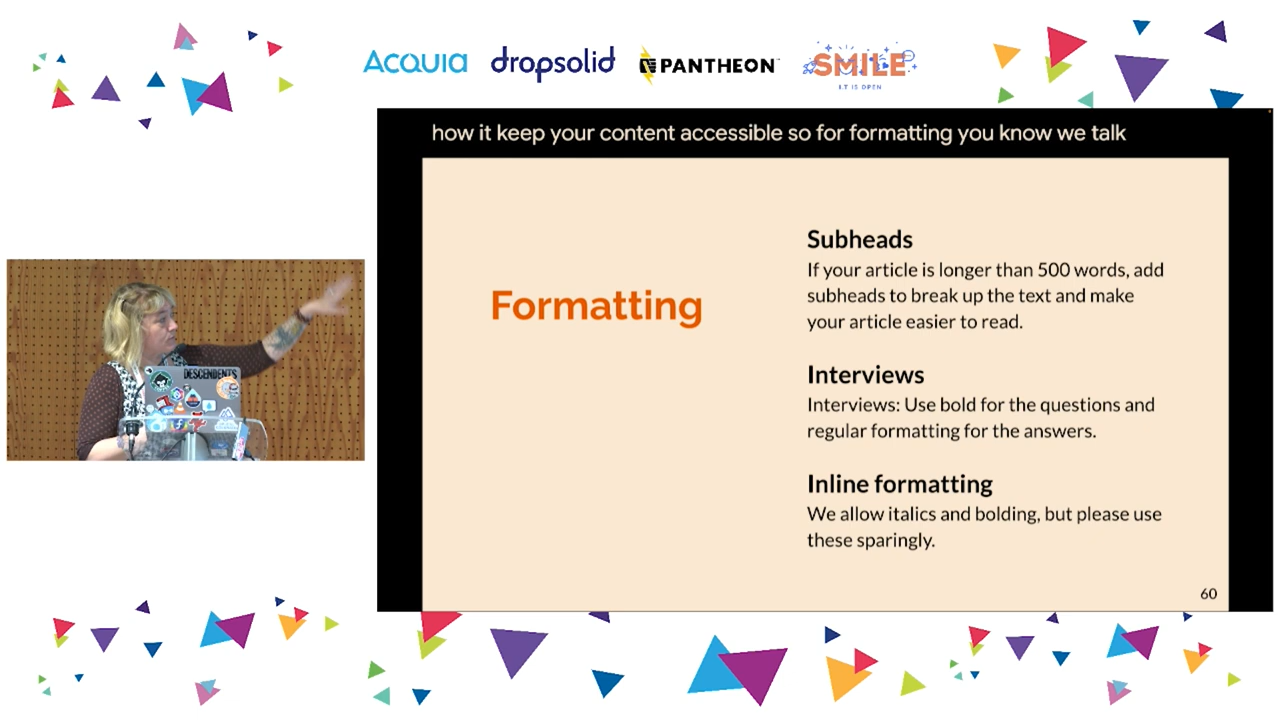 Acquia
dropsolid
PANTHEON
SMILE
I.T IS OPEN
how it keep your content accessible so for formatting you know we talk
Formatting
Subheads
If your article is longer than 500 words, add
subheads to break up the text and make
your article easier to read.
Interviews
Interviews: Use bold for the questions and
regular formatting for the answers.
Inline formatting
We allow italics and bolding, but please use
these sparingly.
60
DESCENDENTS